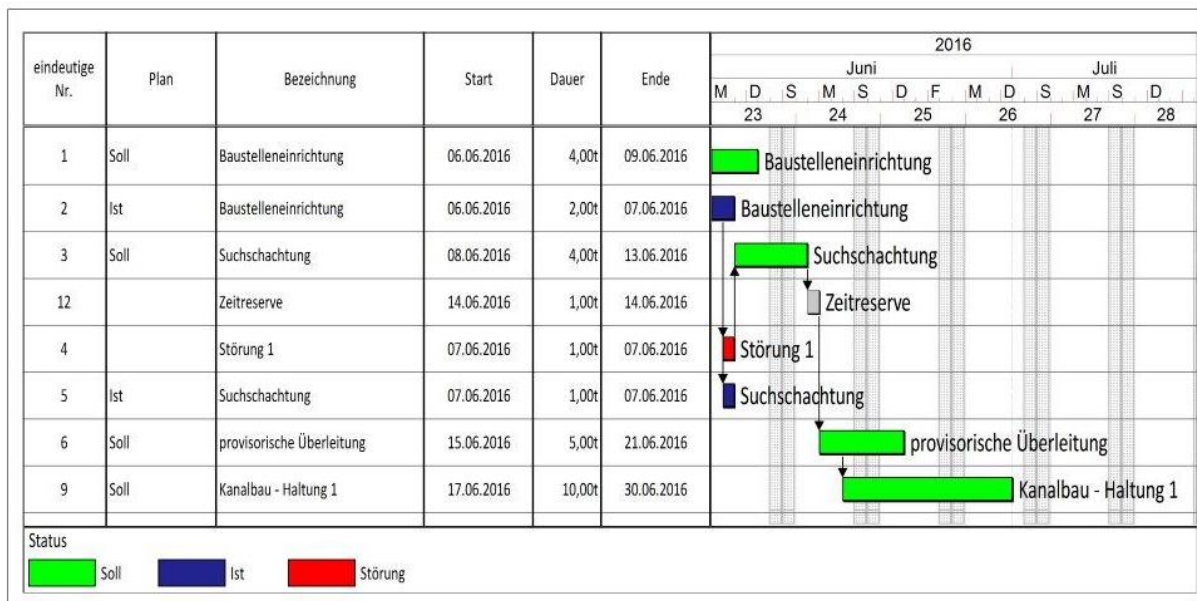 2016
eindeutige Nr. Plan Bezeichnung Start Dauer Ende Juni Juli
M D S M S D F M D S M S D
23 24 25 26 27 28
1 Soll Baustelleneinrichtung 06.06.2016 4,00t 09.06.2016 Baustelleneinrichtung
2 Ist Baustelleneinrichtung 06.06.2016 2,00t 07.06.2016 Baustelleneinrichtung
3 Soll Suchschachtung 08.06.2016 4,00t 13.06.2016 Suchschachtung
12 Zeitreserve 14.06.2016 1,00t 14.06.2016 Zeitreserve
4 Störung 1 07.06.2016 1,00t 07.06.2016 Störung 1
5 Ist Suchschachtung 07.06.2016 1,00t 07.06.2016 Suchschachtung
6 Soll provisorische Überleitung 15.06.2016 5,00t 21.06.2016 provisorische Überleitung
9 Soll Kanalbau - Haltung 1 17.06.2016 10,00t 30.06.2016 Kanalbau - Haltung 1
Status
Soll Ist Störung